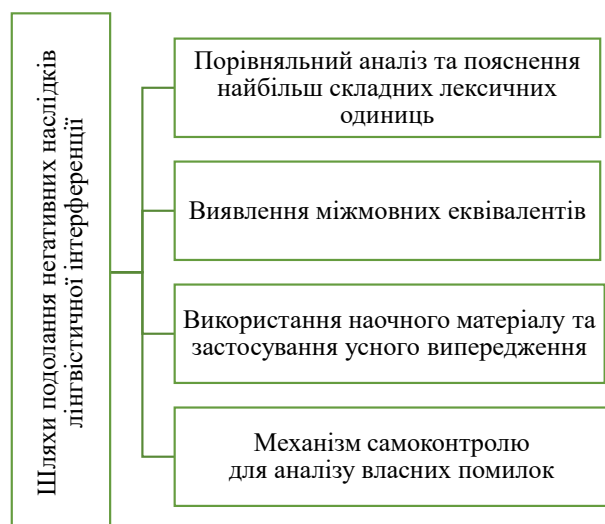 Шляхи подолання негативних наслідків
лінгвістичної інтерференції
Порівняльний аналіз та пояснення
найбільш складних лексичних
одиниць
Виявлення міжмовних еквівалентів
Використання наочного матеріалу та
застосування усного випередження
Механізм самоконтролю
для аналізу власних помилок